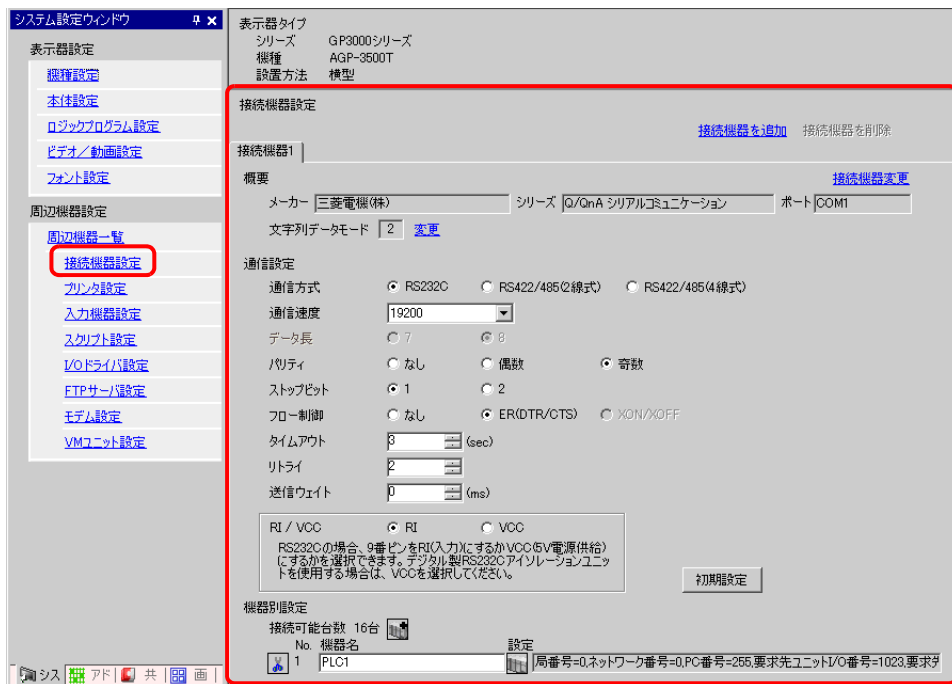 システム設定ウィンドウ
表示器設定
機種設定
本体設定
ロジックプログラム設定
ビデオ／動画設定
フォント設定
周辺機器設定
周辺機器一覧
接続機器設定
プリンタ設定
入力機器設定
スクリプト設定
I/Oドライバ設定
FTPサーバ設定
モデム設定
VMユニット設定
シス アド 共 画
表示器タイプ
シリーズ GP3000シリーズ
機種 AGP-3500T
設置方法 横型
接続機器設定
接続機器を追加 接続機器を削除
接続機器1
概要 接続機器変更
メーカー 三菱電機(株) シリーズ Q/QnA シリアルコミュニケーション ポート COM1
文字列データモード 2 変更
通信設定
通信方式 RS232C RS422/485(2線式) RS422/485(4線式)
通信速度 19200
データ長 7 8
パリティ なし 偶数 奇数
ストップビット 1 2
フロー制御 なし ER(DTR/CTS) XON/XOFF
タイムアウト 3 (sec)
リトライ 2
送信ウェイト 0 (ms)
RI / VCC RI VCC
RS232Cの場合、9番ピンをRI(入力)にするかVCC(5V電源供給)
にするかを選択できます。デジタル製RS232Cアイソレーションユニッ
トを使用する場合は、VCCを選択してください。
初期設定
機器別設定
接続可能台数 16台
No. 機器名 設定
1 PLC1 局番号=0,ネットワーク番号=0,PC番号=255,要求先ユニットI/O番号=1023,要求